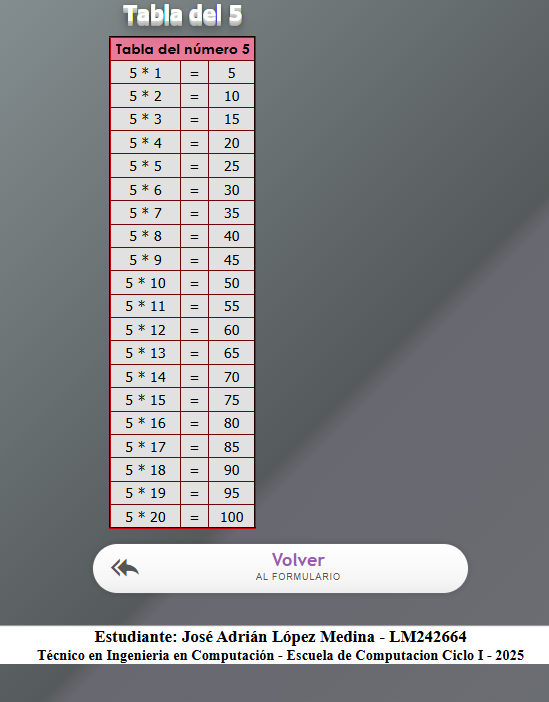 Tabla del 5
Tabla del número 5
5 * 1 = 5
5 * 2 = 10
5 * 3 = 15
5 * 4 = 20
5 * 5 = 25
5 * 6 = 30
5 * 7 = 35
5 * 8 = 40
5 * 9 = 45
5 * 10 = 50
5 * 11 = 55
5 * 12 = 60
5 * 13 = 65
5 * 14 = 70
5 * 15 = 75
5 * 16 = 80
5 * 17 = 85
5 * 18 = 90
5 * 19 = 95
5 * 20 = 100
Volver
AL FORMULARIO
Estudiante: José Adrián López Medina - LM242664
Técnico en Ingenieria en Computación - Escuela de Computacion Ciclo I - 2025